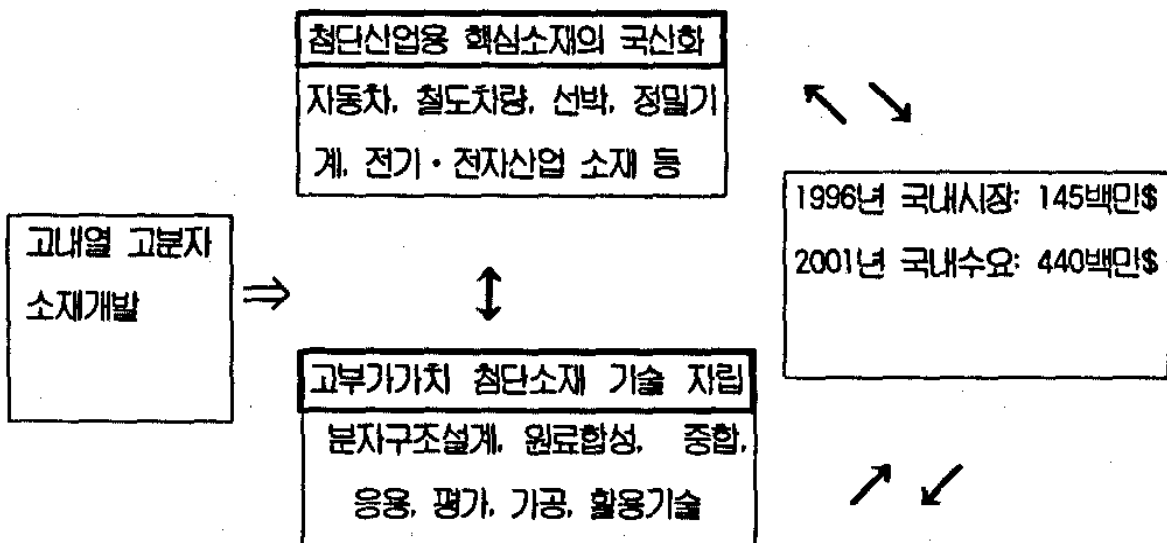 첨단산업용 핵심소재의 국산화
자동차, 철도차량, 선박, 정밀기
계, 전기·전자산업 소재 등
고내열 고분자
소재개발
1996년 국내시장: 145백만$
2001년 국내수요: 440백만$
고부가가치 첨단소재 기술 자립
분자구조설계, 원료합성, 중합,
응용, 평가, 가공, 활용기술